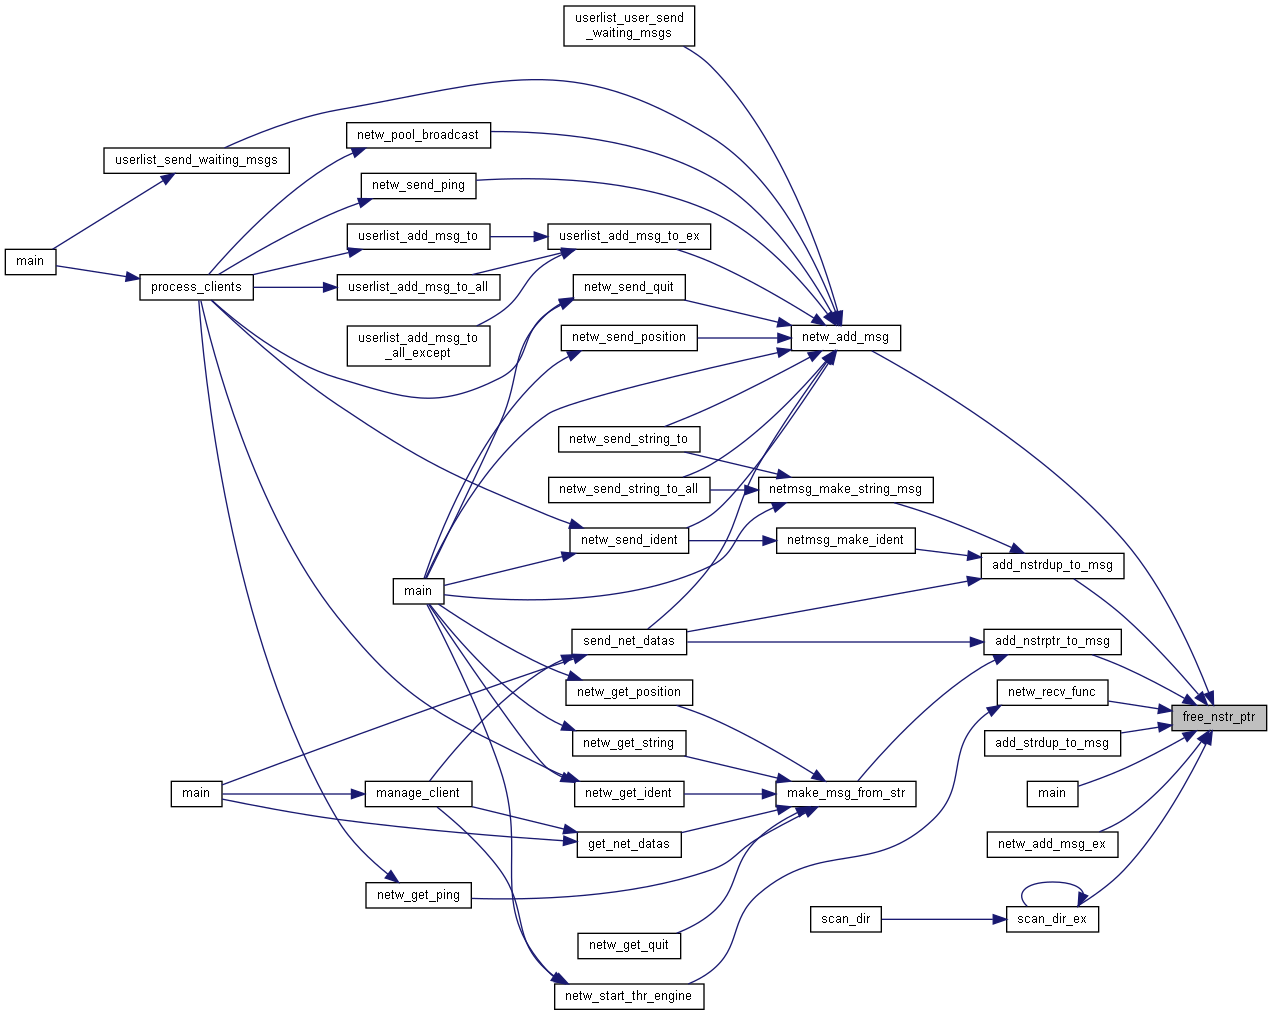 userlist_user_send
_waiting_msgs
netw_pool_broadcast
userlist_send_waiting_msgs
netw_send_ping
userlist_add_msg_to
userlist_add_msg_to_ex
main
process_clients
userlist_add_msg_to_all
netw_send_quit
userlist_add_msg_to
_all_except
netw_send_position
netw_add_msg
netw_send_string_to
netw_send_string_to_all
netmsg_make_string_msg
netw_send_ident
netmsg_make_ident
add_nstrdup_to_msg
main
send_net_datas
add_nstrptr_to_msg
netw_get_position
netw_recv_func
free_nstr_ptr
netw_get_string
add_strdup_to_msg
main
manage_client
netw_get_ident
make_msg_from_str
main
get_net_datas
netw_add_msg_ex
netw_get_ping
scan_dir
scan_dir_ex
netw_get_quit
netw_start_thr_engine